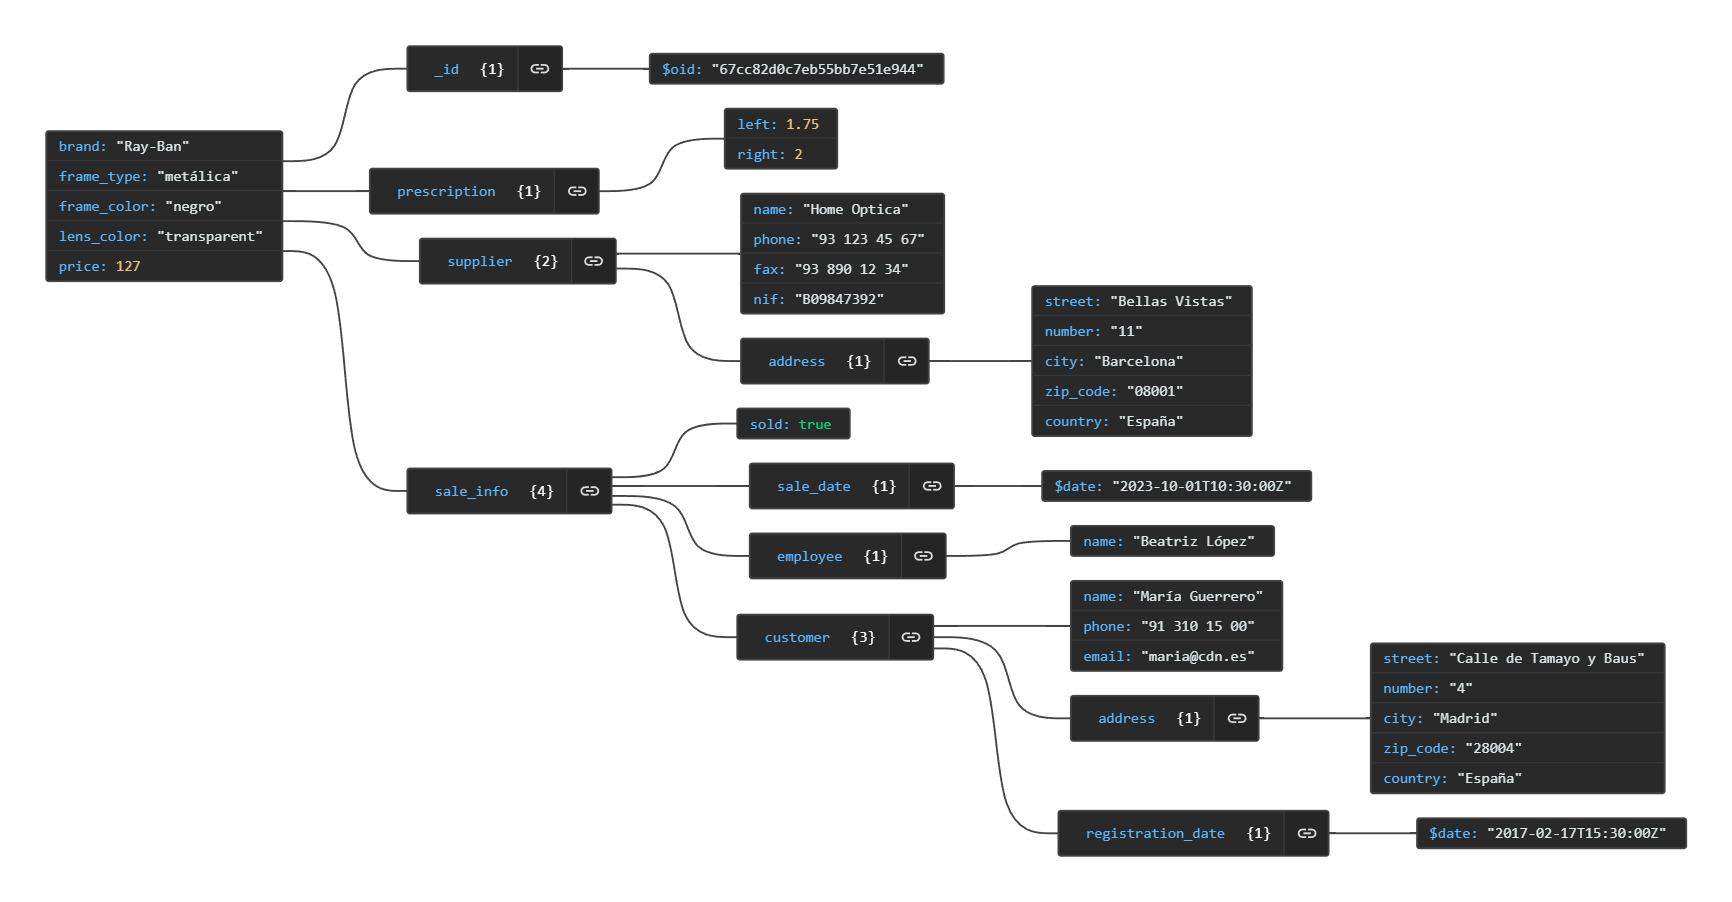 brand: "Ray-Ban"
frame_type: "metálica"
frame_color: "negro"
lens_color: "transparent"
price: 127
_id {1}
$oid: "67cc82d0c7eb55bb7e51e944"
prescription {1}
left: 1.75
right: 2
supplier {2}
name: "Home Optica"
phone: "93 123 45 67"
fax: "93 890 12 34"
nif: "B09847392"
address {1}
street: "Bellas Vistas"
number: "11"
city: "Barcelona"
zip_code: "08001"
country: "España"
sale_info {4}
sold: true
sale_date {1}
$date: "2023-10-01T10:30:00Z"
employee {1}
name: "Beatriz López"
customer {3}
name: "María Guerrero"
phone: "91 310 15 00"
email: "maria@cdn.es"
address {1}
street: "Calle de Tamayo y Baus"
number: "4"
city: "Madrid"
zip_code: "28004"
country: "España"
registration_date {1}
$date: "2017-02-17T15:30:00Z"